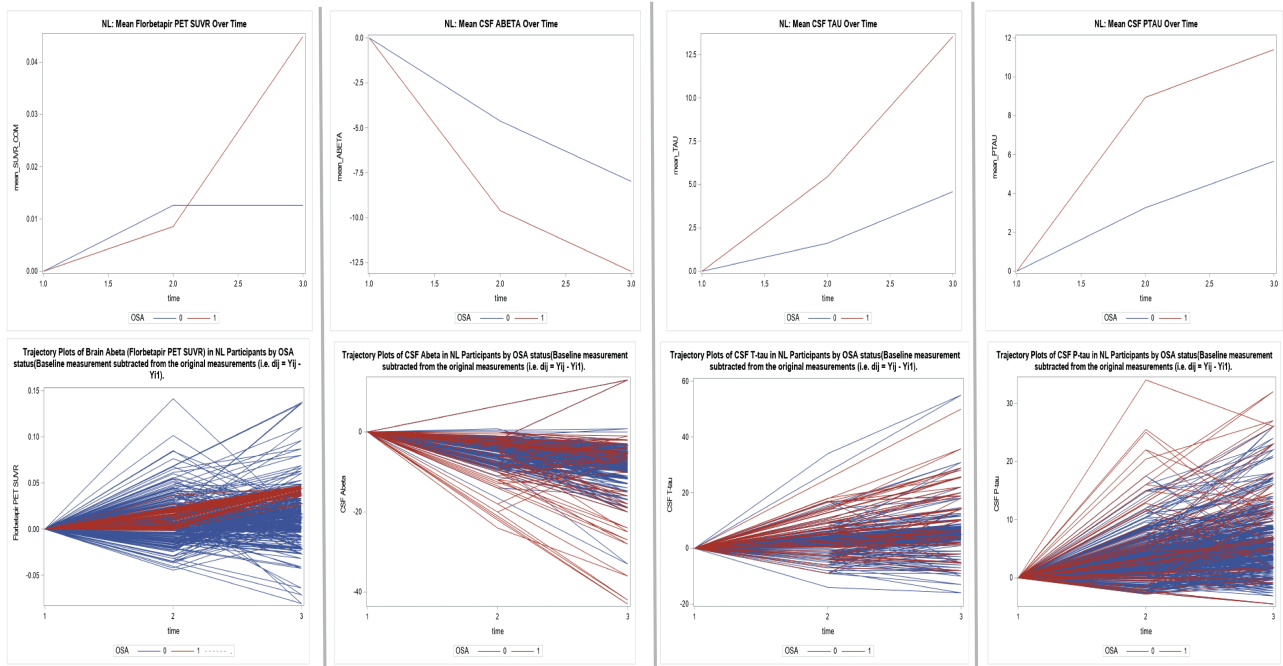 NL: Mean Florbetapir PET SUVR Over Time
mean_SUVR_COM
0.04
0.03
0.02
0.01
0.00
1.0 1.5 2.0 2.5 3.0
time
OSA 0 1
NL: Mean CSF ABETA Over Time
mean_ABETA
0.0
-2.5
-5.0
-7.5
-10.0
-12.5
1.0 1.5 2.0 2.5 3.0
time
OSA 0 1
NL: Mean CSF TAU Over Time
mean_TAU
12.5
10.0
7.5
5.0
2.5
0.0
1.0 1.5 2.0 2.5 3.0
time
OSA 0 1
NL: Mean CSF PTAU Over Time
mean_PTAU
12
10
8
6
4
2
0
1.0 1.5 2.0 2.5 3.0
time
OSA 0 1
Trajectory Plots of Brain Abeta (Florbetapir PET SUVR) in NL Participants by OSA
status(Baseline measurement subtracted from the original measurements (i.e. dij = Yij -
Yi1).
Florbetapir PET SUVR
0.15
0.10
0.05
0.00
-0.05
1 2 3
time
OSA 0 1 .
Trajectory Plots of CSF Abeta in NL Participants by OSA status(Baseline measurement
subtracted from the original measurements (i.e. dij = Yij - Yi1).
CSF Abeta
0
-20
-40
1 2 3
time
OSA 0 1
Trajectory Plots of CSF T-tau in NL Participants by OSA status(Baseline measurement
subtracted from the original measurements (i.e. dij = Yij - Yi1).
CSF T-tau
60
40
20
0
-20
1 2 3
time
OSA 0 1
Trajectory Plots of CSF P-tau in NL Participants by OSA status(Baseline measurement
subtracted from the original measurements (i.e. dij = Yij - Yi1).
CSF P-tau
30
20
10
0
1 2 3
time
OSA 0 1